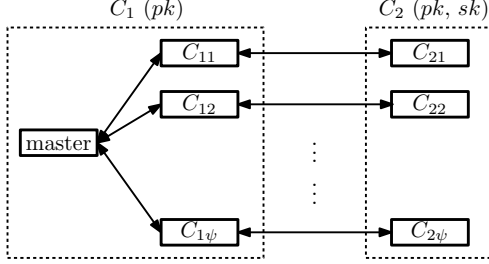 C₁ (pk) C₂ (pk, sk)
C₁₁ C₂₁
C₁₂ C₂₂
master
C₁ψ C₂ψ